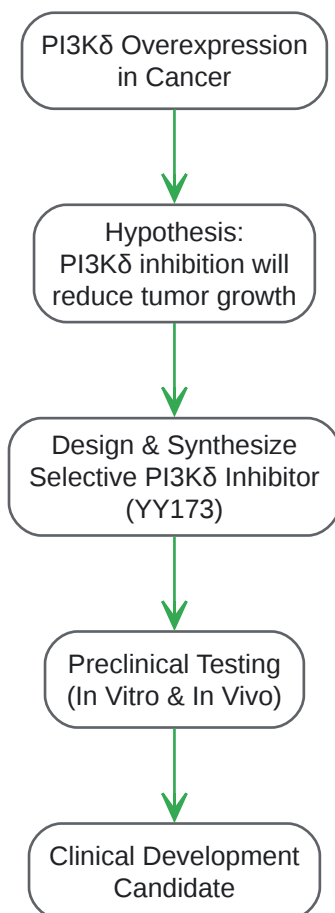 PI3Kδ Overexpression
in Cancer
Hypothesis:
PI3Kδ inhibition will
reduce tumor growth
Design & Synthesize
Selective PI3Kδ Inhibitor
(YY173)
Preclinical Testing
(In Vitro & In Vivo)
Clinical Development
Candidate